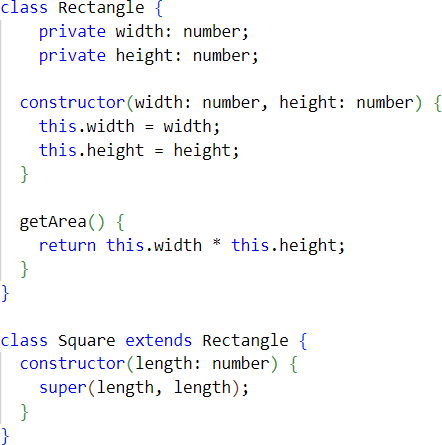 class Rectangle {
    private width: number;
    private height: number;

  constructor(width: number, height: number) {
    this.width = width;
    this.height = height;
  }

  getArea() {
    return this.width * this.height;
  }
}

class Square extends Rectangle {
  constructor(length: number) {
    super(length, length);
  }
}